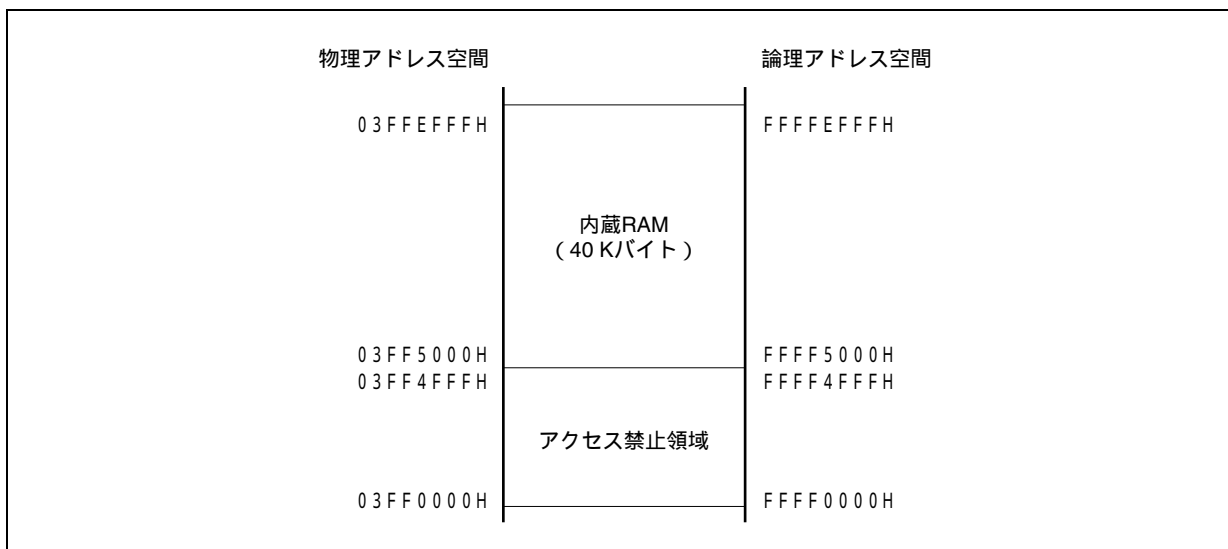 物理アドレス空間 論理アドレス空間
03FFEFFFH FFFFEFFFH
内蔵RAM
（40 Kバイト）
03FF5000H FFFF5000H
03FF4FFFH FFFF4FFFH
アクセス禁止領域
03FF0000H FFFF0000H